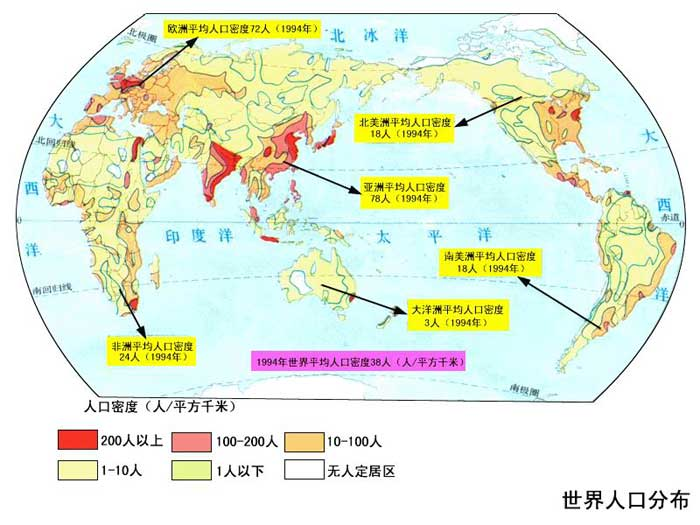 欧洲平均人口密度72人（1994年）
北冰洋
北极圈
大
北美洲平均人口密度
18人（1994年）
大
北回归线
西
亚洲平均人口密度
78人（1994年）
西
赤道
0
0
洋
印度洋
太平洋
南美洲平均人口密度
18人（1994年）
洋
南回归线
大洋洲平均人口密度
3人（1994年）
非洲平均人口密度
24人（1994年）
1994年世界平均人口密度38人（人/平方千米）
南极圈
人口密度（人/平方千米）
200人以上
100-200人
10-100人
1-10人
1人以下
无人定居区
世界人口分布